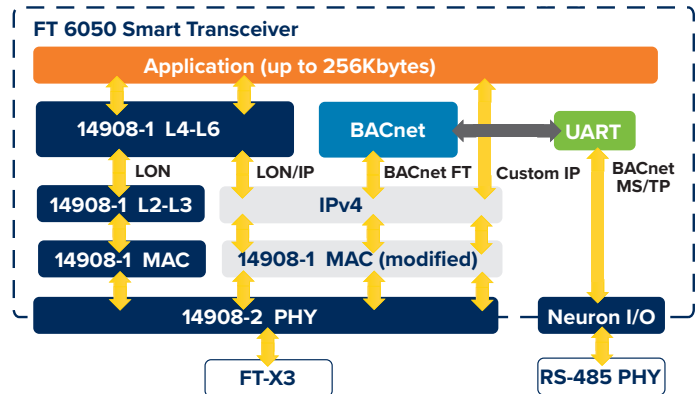 FT 6050 Smart Transceiver
Application (up to 256Kbytes)
14908-1 L4-L6
BACnet
UART
LON
LON/IP
BACnet FT
Custom IP
BACnet
MS/TP
14908-1 L2-L3
IPv4
14908-1 MAC
14908-1 MAC (modified)
14908-2 PHY
Neuron I/O
FT-X3
RS-485 PHY